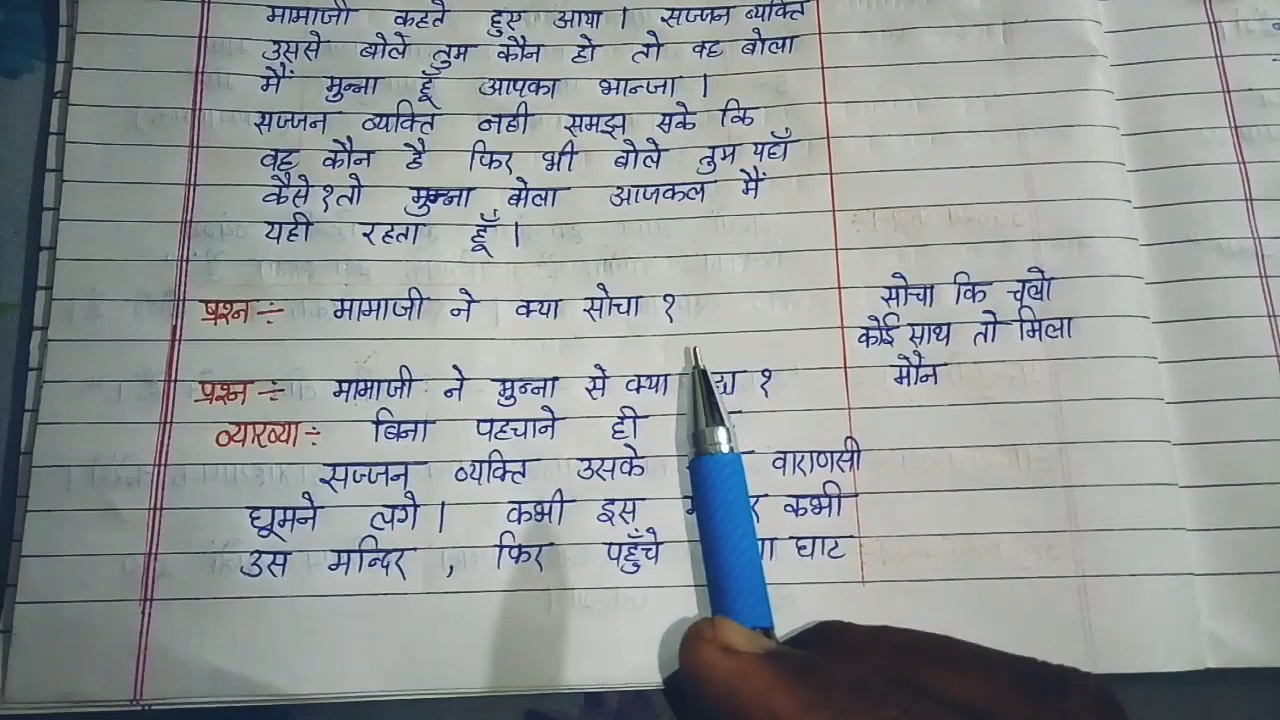 मामाजी कहते हुए आया । सज्जन व्यक्ति
उससे बोले तुम कौन हो तो वह बोला
मैं मुन्ना हूँ आपका भान्जा ।
सज्जन व्यक्ति नही समझ सके कि
वह कौन है फिर भी बोले तुम यहाँ
कैसे ? तो मुन्ना बोला आजकल मैं
यही रहता हूँ ।
प्रश्न :- मामाजी ने क्या सोचा ?
सोचा कि चलो
कोई साथ तो मिला
प्रश्न :- मामाजी ने मुन्ना से क्या ?
मौन
व्याख्या :- बिना पहचाने ही
सज्जन व्यक्ति उसके वाराणसी
घूमने लगे । कभी इस कभी
उस मन्दिर , फिर पहुँचे घाट